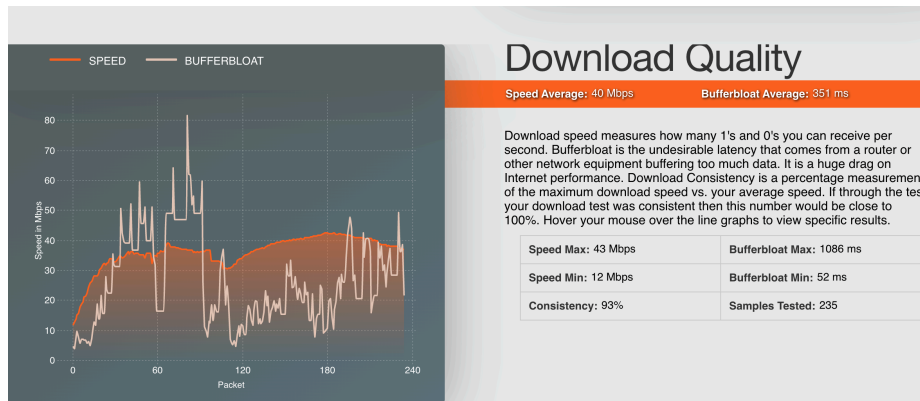 SPEED
BUFFERBLOAT
80
70
60
50
40
30
20
10
0
Speed in Mbps
0
60
120
180
240
Packet
Download Quality
Speed Average: 40 Mbps
Bufferbloat Average: 351 ms
Download speed measures how many 1's and 0's you can receive per
second. Bufferbloat is the undesirable latency that comes from a router or
other network equipment buffering too much data. It is a huge drag on
Internet performance. Download Consistency is a percentage measuremen
of the maximum download speed vs. your average speed. If through the tes
your download test was consistent then this number would be close to
100%. Hover your mouse over the line graphs to view specific results.
Speed Max: 43 Mbps
Bufferbloat Max: 1086 ms
Speed Min: 12 Mbps
Bufferbloat Min: 52 ms
Consistency: 93%
Samples Tested: 235